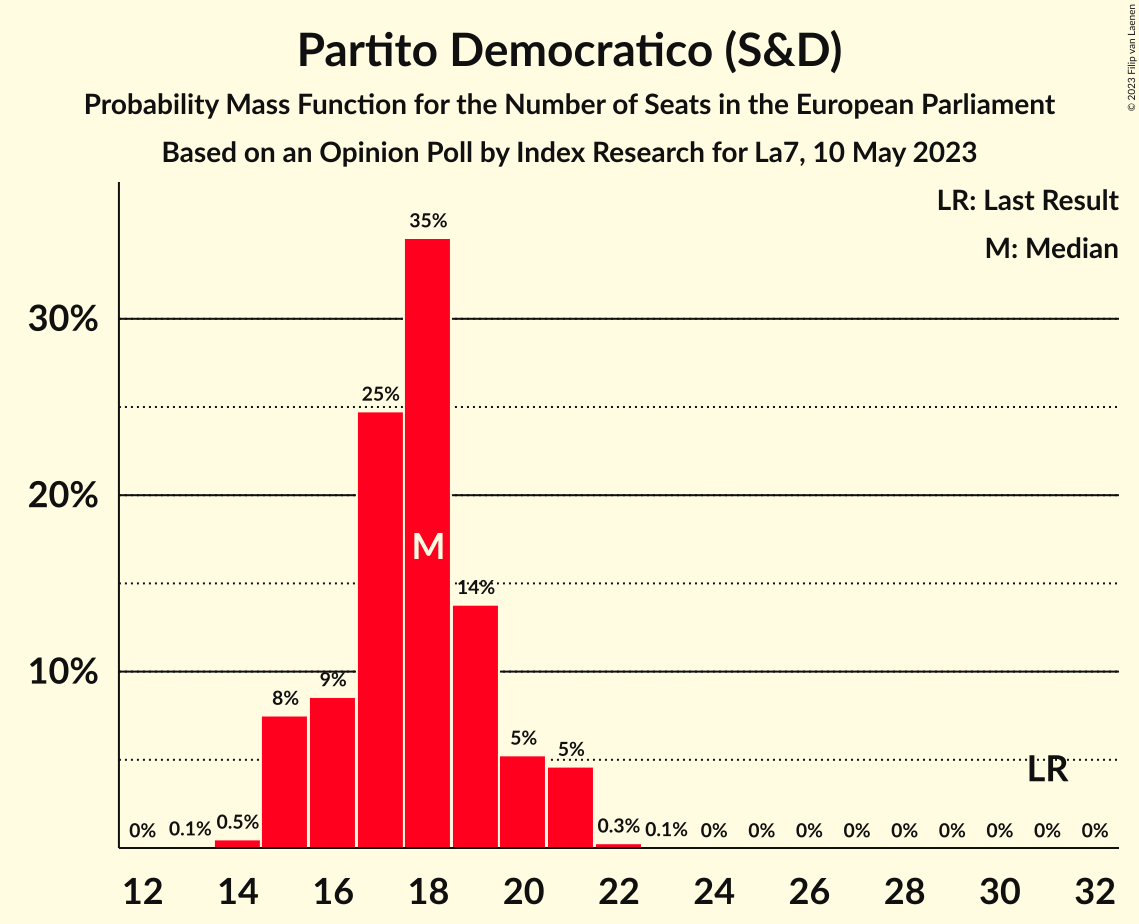 Partito Democratico (S&D)
Probability Mass Function for the Number of Seats in the European Parliament
Based on an Opinion Poll by Index Research for La7, 10 May 2023
© 2023 Filip van Laenen
LR: Last Result
M: Median
30%
20%
10%
0% 0.1% 0.5% 8% 9% 25% 35% 14% 5% 5% 0.3% 0.1% 0% 0% 0% 0% 0% 0% 0% 0% 0%
M
LR
12 14 16 18 20 22 24 26 28 30 32